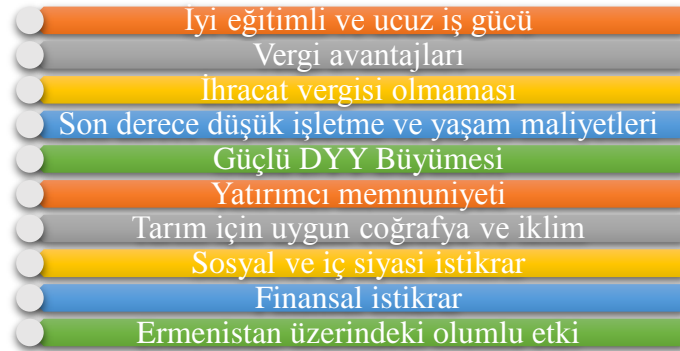 İyi eğitimli ve ucuz iş gücü
Vergi avantajları
İhracat vergisi olmaması
Son derece düşük işletme ve yaşam maliyetleri
Güçlü DYY Büyümesi
Yatırımcı memnuniyeti
Tarım için uygun coğrafya ve iklim
Sosyal ve iç siyasi istikrar
Finansal istikrar
Ermenistan üzerindeki olumlu etki